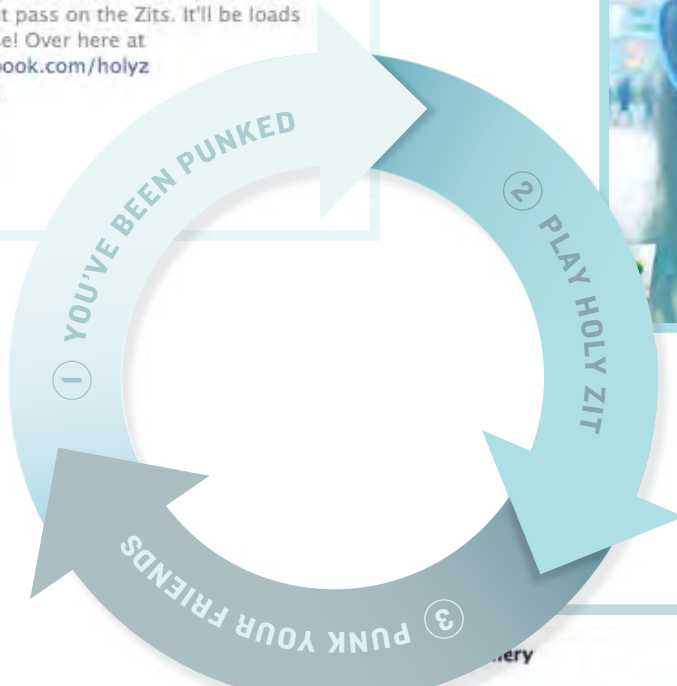 t pass on the Zits. It'll be loads
e! Over here at
ook.com/holyz
1 YOU'VE BEEN PUNKED
2 PLAY HOLY ZIT
3 PUNK YOUR FRIENDS